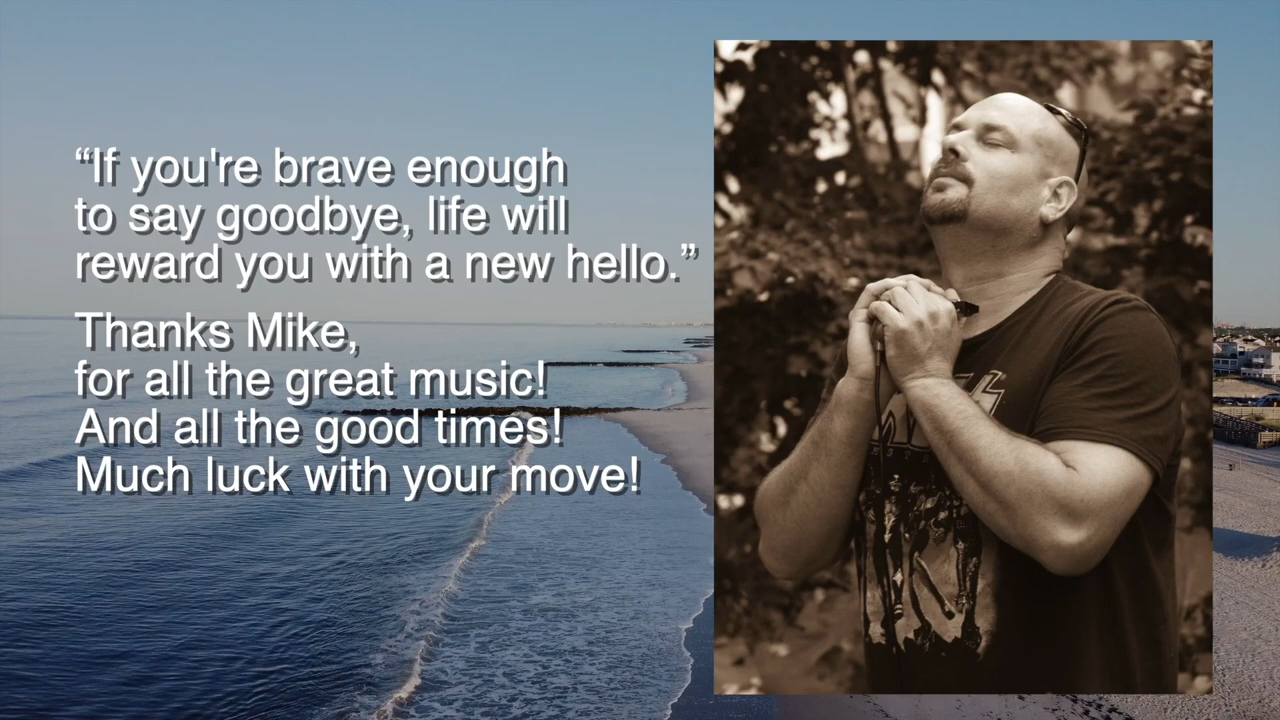 “If you're brave enough
to say goodbye, life will
reward you with a new hello.”
Thanks Mike,
for all the great music!
And all the good times!
Much luck with your move!